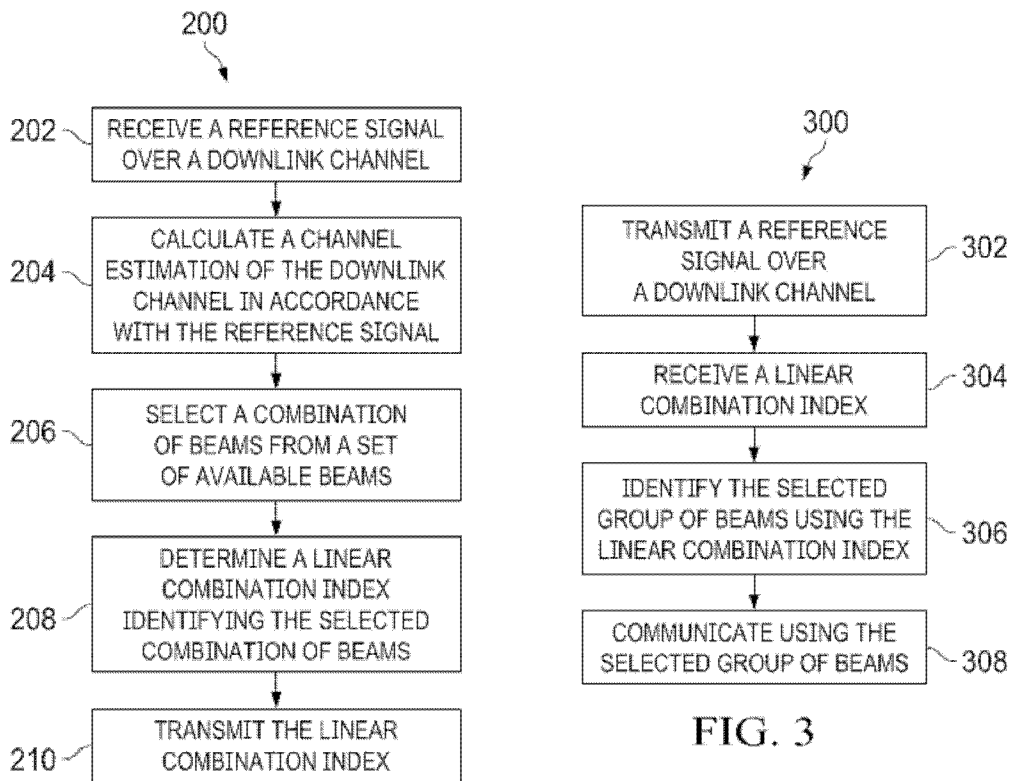 200
202
RECEIVE A REFERENCE SIGNAL
OVER A DOWNLINK CHANNEL
204
CALCULATE A CHANNEL
ESTIMATION OF THE DOWNLINK
CHANNEL IN ACCORDANCE
WITH THE REFERENCE SIGNAL
206
SELECT A COMBINATION
OF BEAMS FROM A SET
OF AVAILABLE BEAMS
208
DETERMINE A LINEAR
COMBINATION INDEX
IDENTIFYING THE SELECTED
COMBINATION OF BEAMS
210
TRANSMIT THE LINEAR
COMBINATION INDEX
300
TRANSMIT A REFERENCE
SIGNAL OVER
A DOWNLINK CHANNEL
302
RECEIVE A LINEAR
COMBINATION INDEX
304
IDENTIFY THE SELECTED
GROUP OF BEAMS USING THE
LINEAR COMBINATION INDEX
306
COMMUNICATE USING THE
SELECTED GROUP OF BEAMS
308
FIG. 3